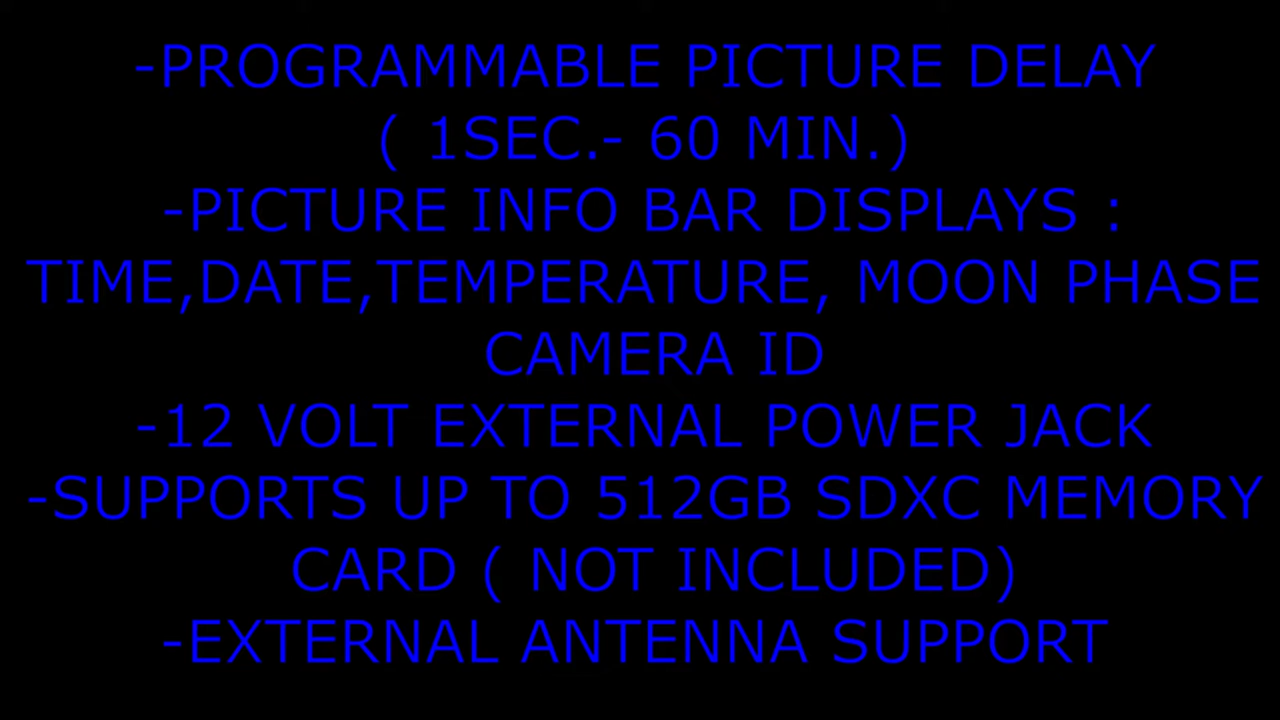 -PROGRAMMABLE PICTURE DELAY
( 1SEC.- 60 MIN.)
-PICTURE INFO BAR DISPLAYS :
TIME,DATE,TEMPERATURE, MOON PHASE
CAMERA ID
-12 VOLT EXTERNAL POWER JACK
-SUPPORTS UP TO 512GB SDXC MEMORY
CARD ( NOT INCLUDED)
-EXTERNAL ANTENNA SUPPORT